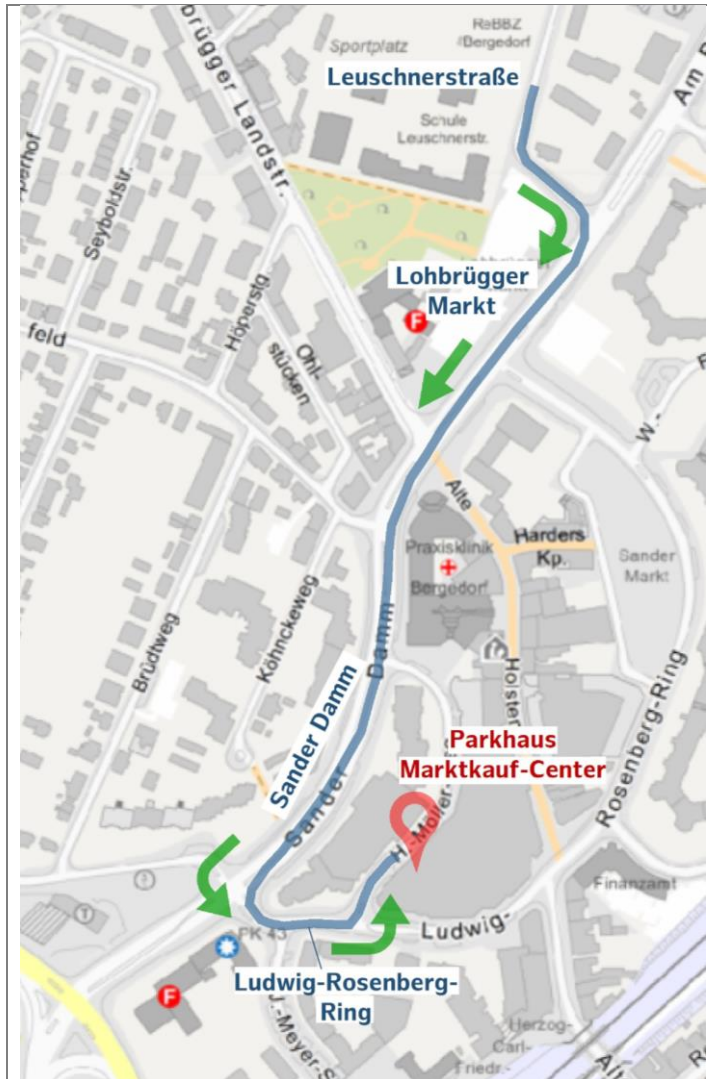 ReBBZ
Bergedorf
Sportplatz
Leuschnerstraße
brügger Landstr.
Am
Schule
Leuschnerstr.
Seyboldstr.
Lohbrügger
Markt
F
Höperstg
feld
Ohl-
stücken
W.-
Alte
Harders
Kp.
Praxisklinik
Bergedorf
Sander
Markt
Köhnckeweg
Brüdtweg
Damm
Holsten
Sander Damm
Rosenberg-Ring
Parkhaus
Marktkauf-Center
Sander
H.-Moller-
Finanzamt
Ludwig-
PK 43
Ludwig-Rosenberg-
Ring
F
J.-Meyer-S
Herzog-
Carl-
Friedr.-